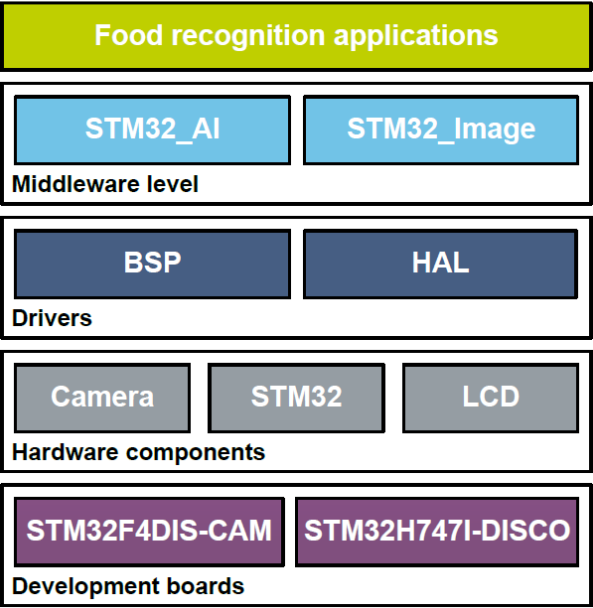 Food recognition applications
STM32_AI
STM32_Image
Middleware level
BSP
HAL
Drivers
Camera
STM32
LCD
Hardware components
STM32F4DIS-CAM
STM32H747I-DISCO
Development boards